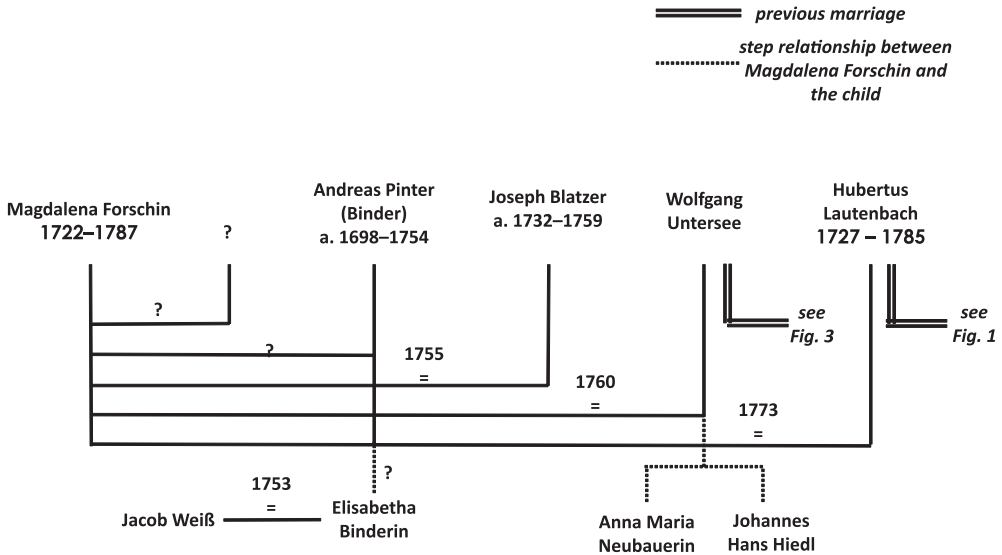 previous marriage
step relationship between
Magdalena Forschin and
the child
Magdalena Forschin
1722–1787
?
Andreas Pinter
(Binder)
a. 1698–1754
Joseph Blatzer
a. 1732–1759
Wolfgang
Untersee
Hubertus
Lautenbach
1727 – 1785
?
see
Fig. 3
see
Fig. 1
?
1755
=
1760
=
1773
=
?
1753
=
Jacob Weiß
Elisabetha
Binderin
Anna Maria
Neubauerin
Johannes
Hans Hiedl